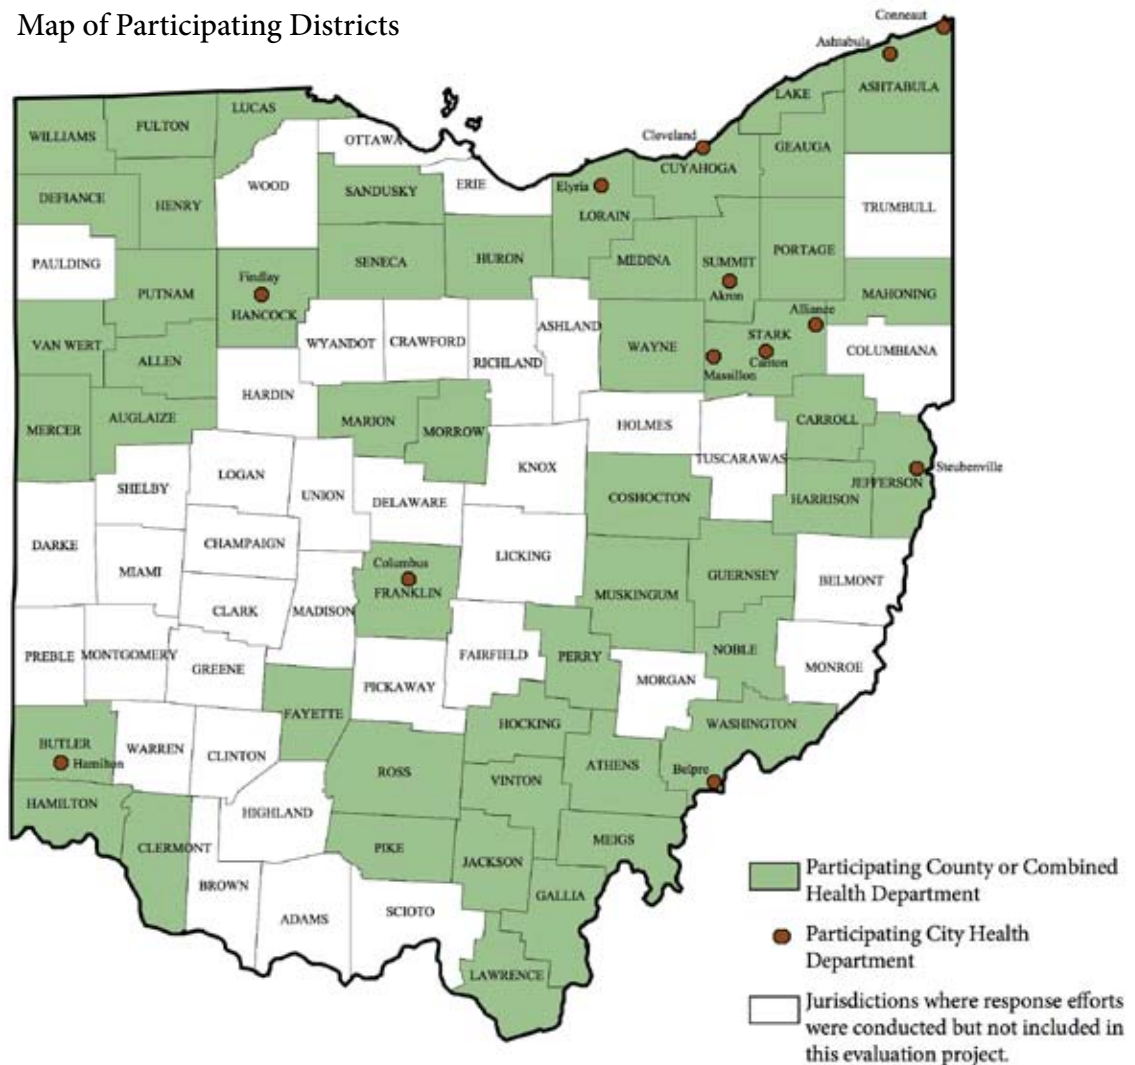 Map of Participating Districts
Conneaut
Ashtabula
ASHTABULA
LAKE
LUCAS
FULTON
WILLIAMS
OTTAWA
Cleveland
GEAUGA
CUYAHOGA
WOOD
ERIE
Elyria
SANDUSKY
DEFIANCE
HENRY
LORAIN
TRUMBULL
PORTAGE
PAULDING
SENECA
HURON
MEDINA
SUMMIT
Findlay
PUTNAM
Akron
MAHONING
HANCOCK
Alliance
ASHLAND
STARK
VAN WERT
WYANDOT
CRAWFORD
WAYNE
COLUMBIANA
ALLEN
RICHLAND
Canton
Massillon
HARDIN
AUGLAIZE
MARION
CARROLL
HOLMES
MERCER
MORROW
TUSCARAWAS
KNOX
Steubenville
LOGAN
JEFFERSON
SHELBY
UNION
COSHOCTON
HARRISON
DELAWARE
CHAMPAIGN
DARKE
LICKING
Columbus
MIAMI
GUERNSEY
BELMONT
FRANKLIN
MUSKINGUM
CLARK
MADISON
NOBLE
PREBLE
MONTGOMERY
FAIRFIELD
PERRY
GREENE
MONROE
MORGAN
PICKAWAY
FAYETTE
HOCKING
WASHINGTON
BUTLER
WARREN
CLINTON
Hamilton
ATHENS
Belpre
ROSS
VINTON
HAMILTON
HIGHLAND
MEIGS
CLERMONT
PIKE
JACKSON
BROWN
GALLIA
SCIOTO
ADAMS
LAWRENCE
Participating County or Combined
Health Department
Participating City Health
Department
Jurisdictions where response efforts
were conducted but not included in
this evaluation project.